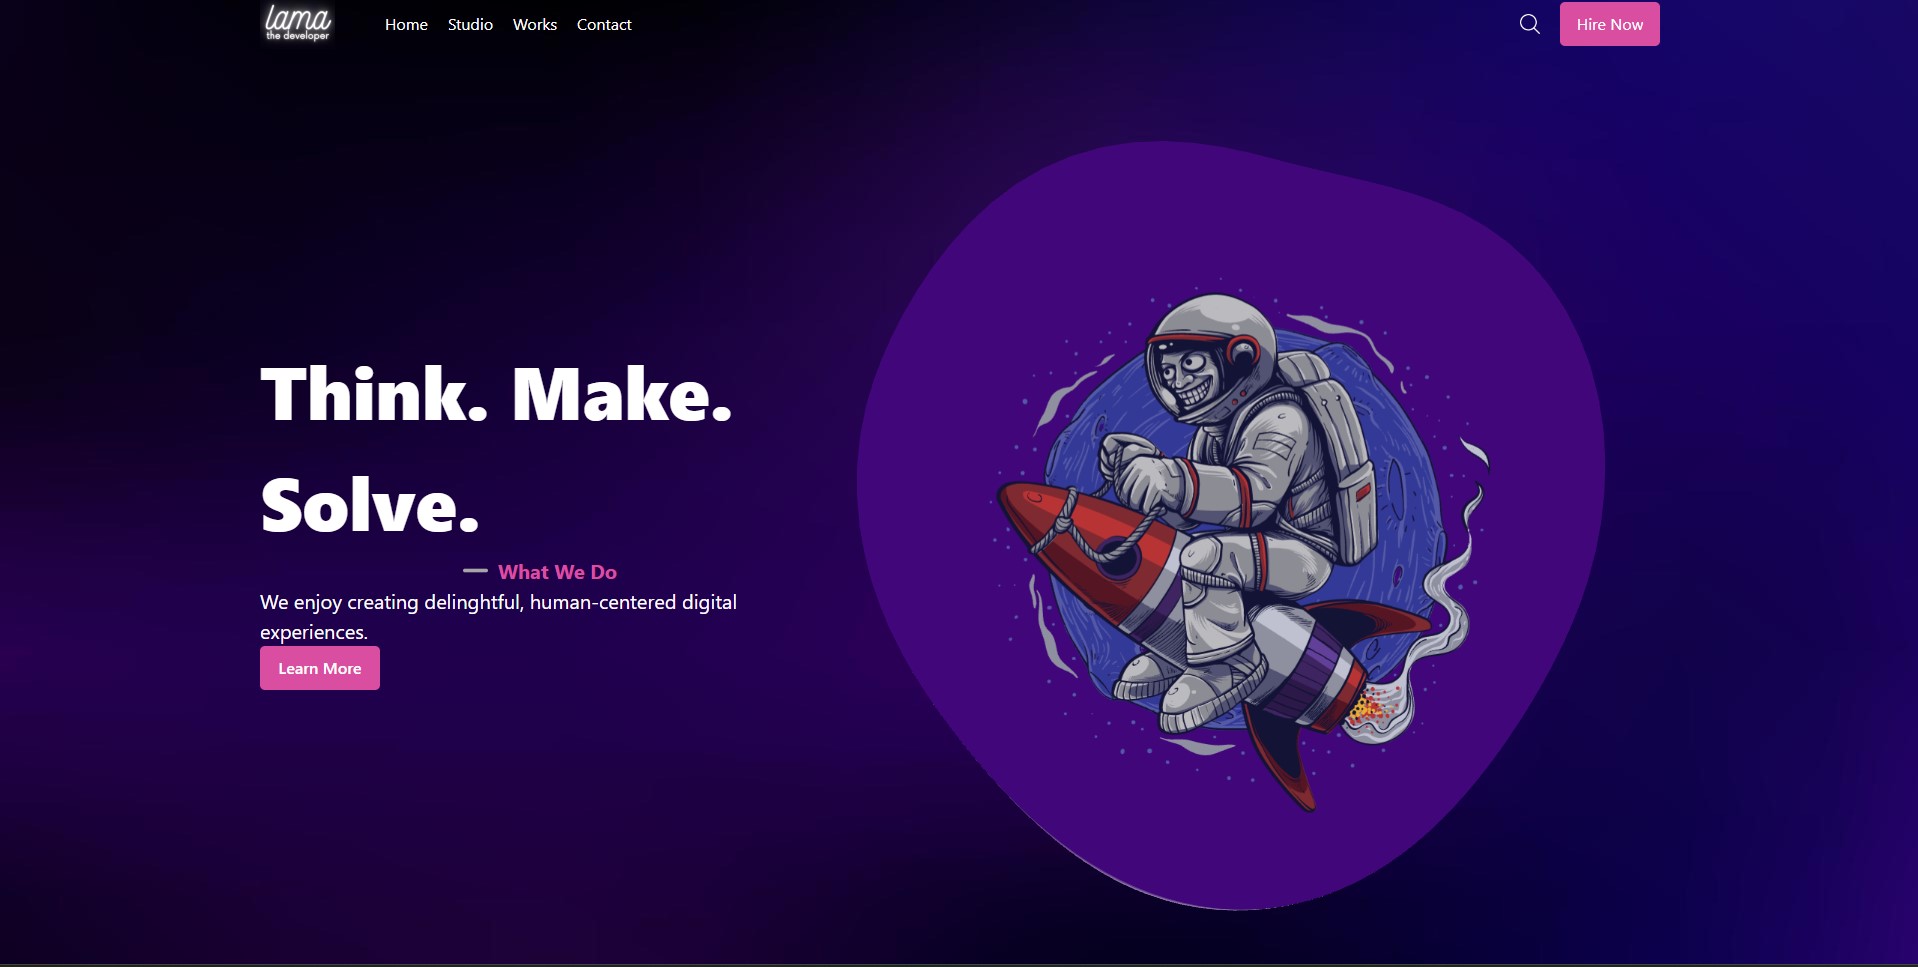 lama
the developer
Home
Studio
Works
Contact
Hire Now
Think. Make.
Solve.
What We Do
We enjoy creating delinghtful, human-centered digital
experiences.
Learn More